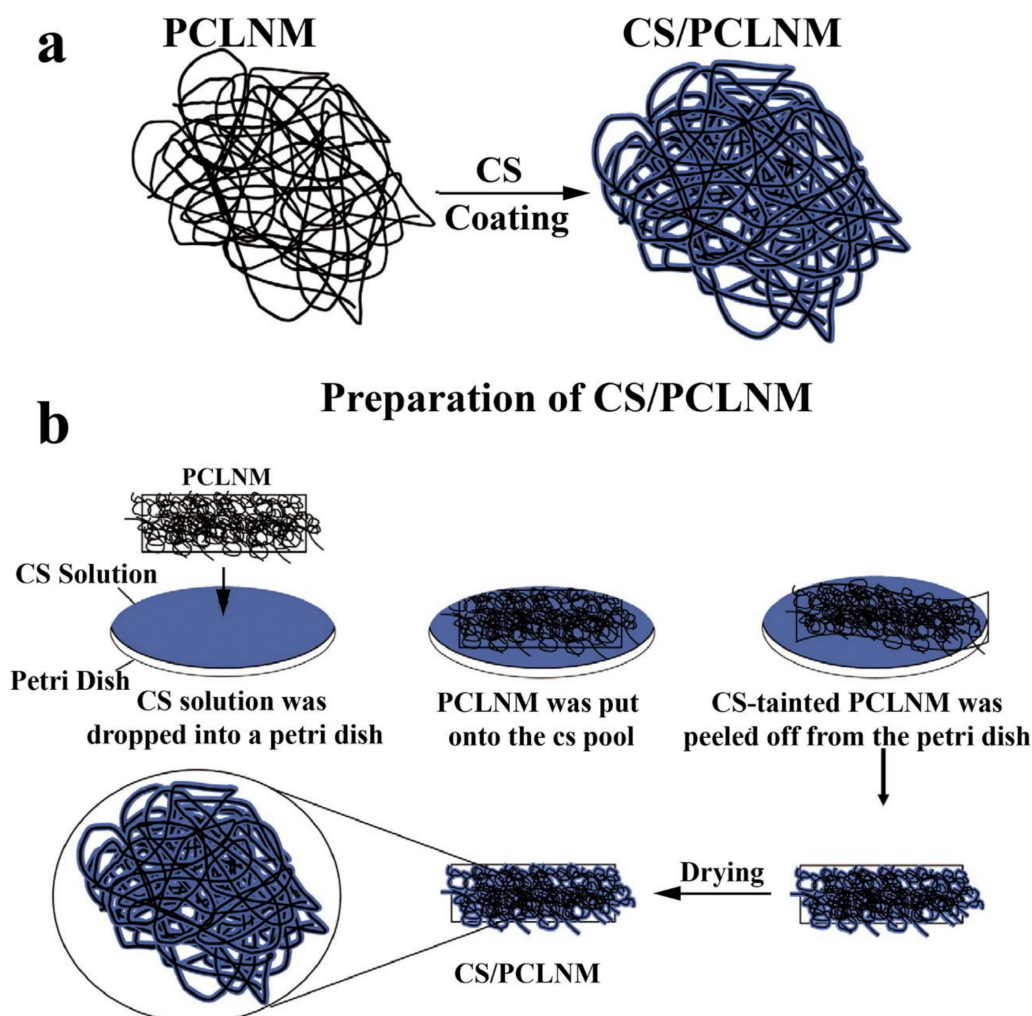 a
PCLNM
CS/PCLNM
CS
Coating
Preparation of CS/PCLNM
b
PCLNM
CS Solution
Petri Dish
CS solution was
dropped into a petri dish
PCLNM was put
onto the cs pool
CS-tainted PCLNM was
peeled off from the petri dish
Drying
CS/PCLNM